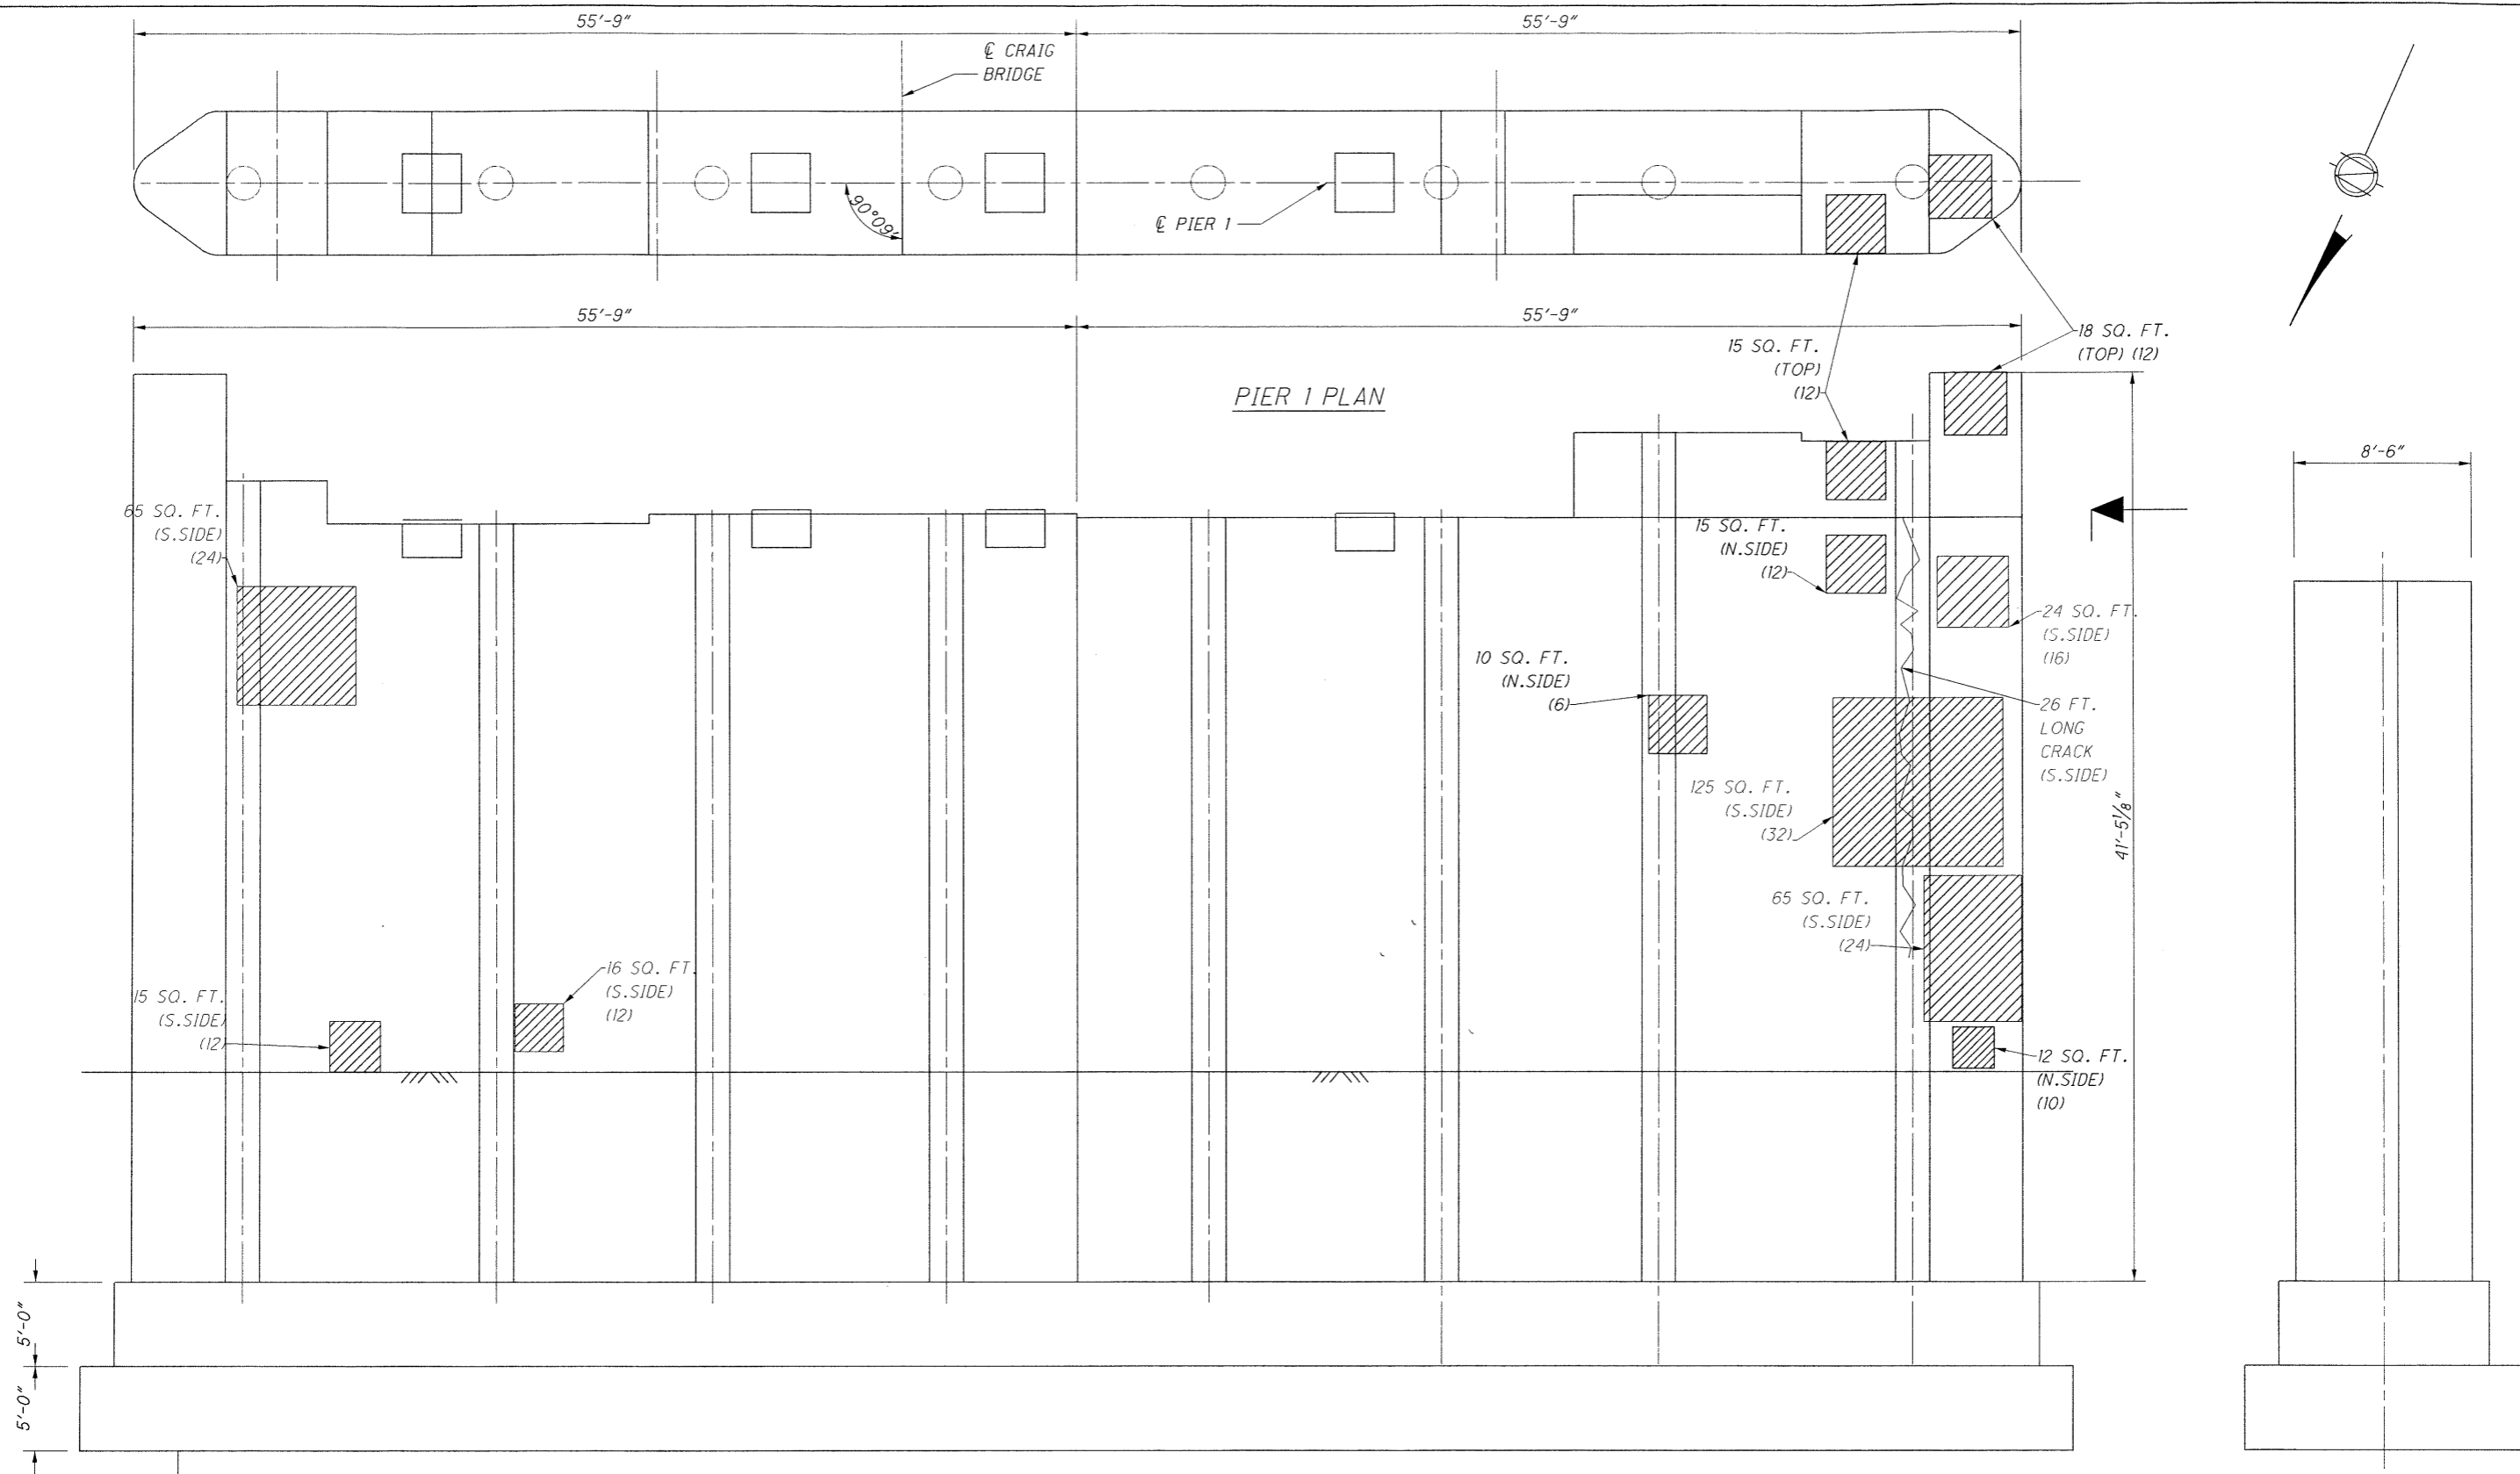 55'-9"
55'-9"
℄ CRAIG
BRIDGE
90°09'
℄ PIER 1
55'-9"
55'-9"
18 SQ. FT.
(TOP) (12)
15 SQ. FT.
(TOP)
(12)
PIER 1 PLAN
8'-6"
65 SQ. FT.
(S.SIDE)
(24)
15 SQ. FT.
(N.SIDE)
(12)
24 SQ. FT.
(S.SIDE)
(16)
10 SQ. FT.
(N.SIDE)
(6)
26 FT.
LONG
CRACK
(S.SIDE)
125 SQ. FT.
(S.SIDE)
(32)
41'-5 1/8"
65 SQ. FT.
(S.SIDE)
(24)
16 SQ. FT.
(S.SIDE)
(12)
15 SQ. FT.
(S.SIDE)
(12)
12 SQ. FT.
(N.SIDE)
(10)
5'-0"
5'-0"